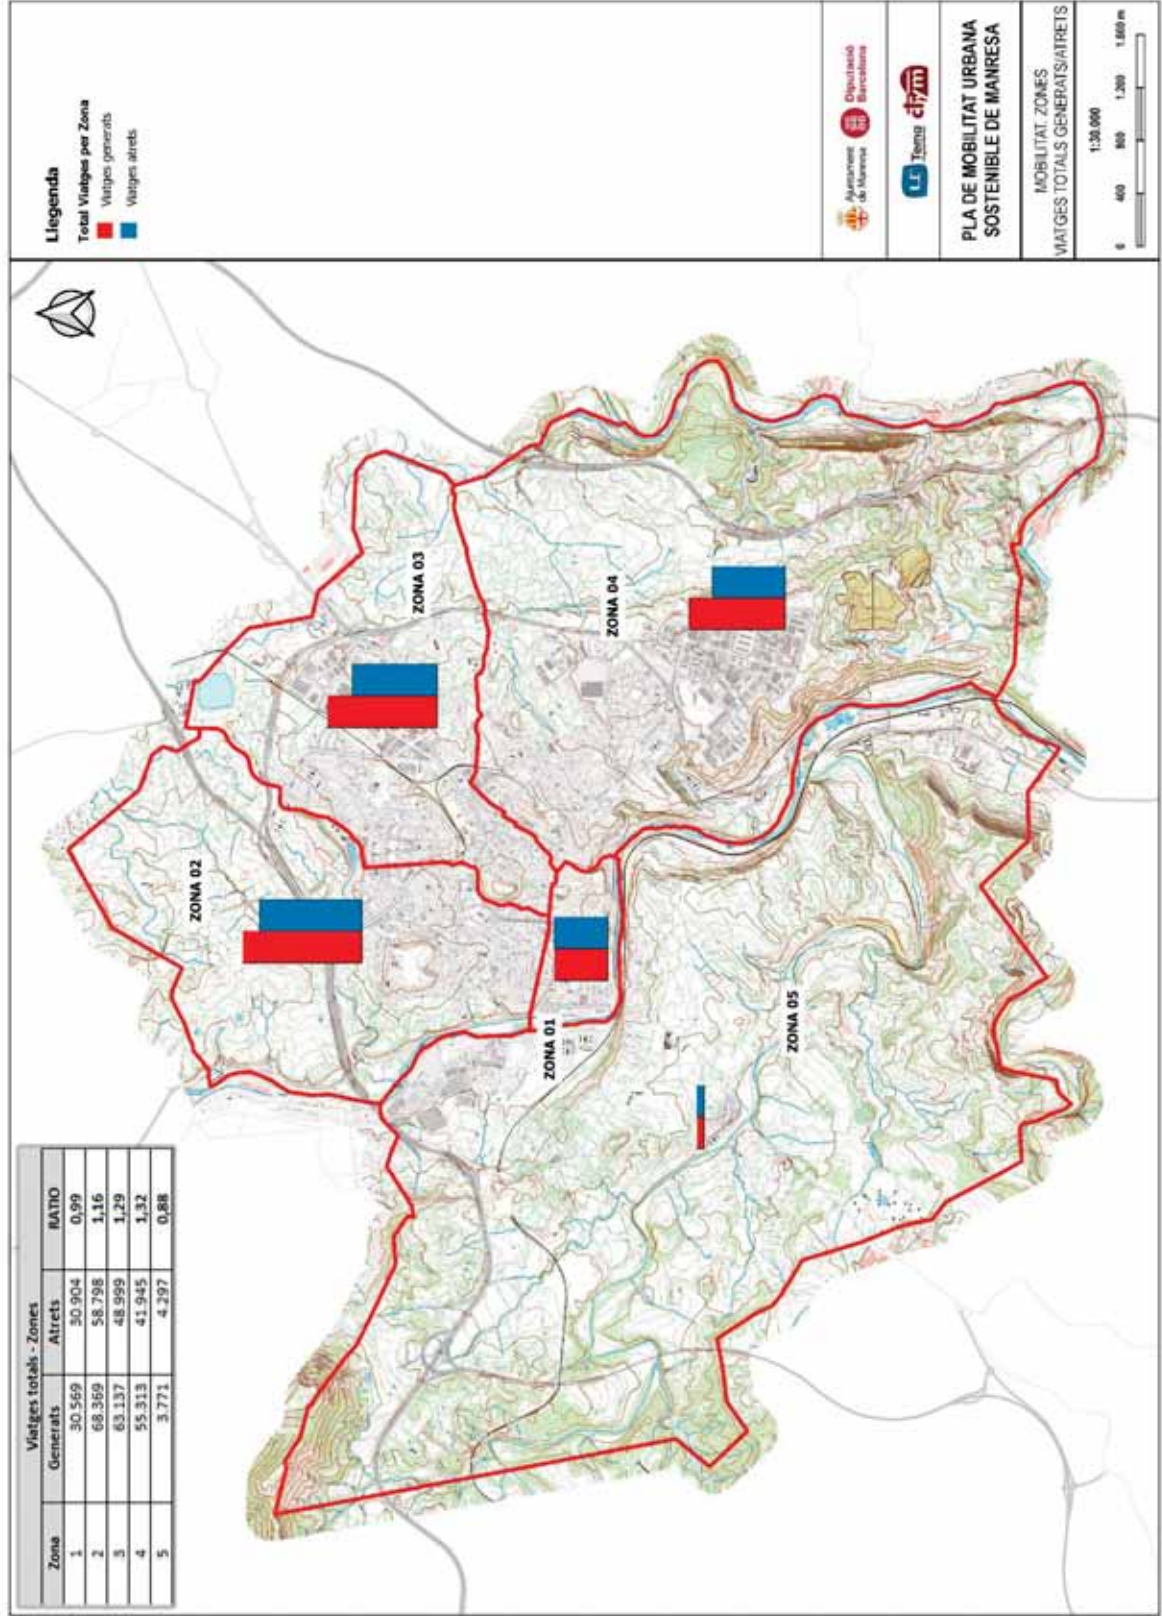 Viatges totals - Zones
Zona Generats Atrets RATIO
1 30.569 30.904 0,99
2 68.369 58.798 1,16
3 63.137 48.999 1,29
4 55.313 41.945 1,32
5 3.771 4.297 0,88
ZONA 02
ZONA 03
ZONA 01
ZONA 04
ZONA 05
Llegenda
Total Viatges per Zona
Viatges generats
Viatges atrets
Ajuntament
de Manresa
Diputació
Barcelona
Tema
PLA DE MOBILITAT URBANA
SOSTENIBLE DE MANRESA
MOBILITAT. ZONES
VIATGES TOTALS GENERATS/ATRETS
1:30.000
0 400 800 1.200 1.600 m